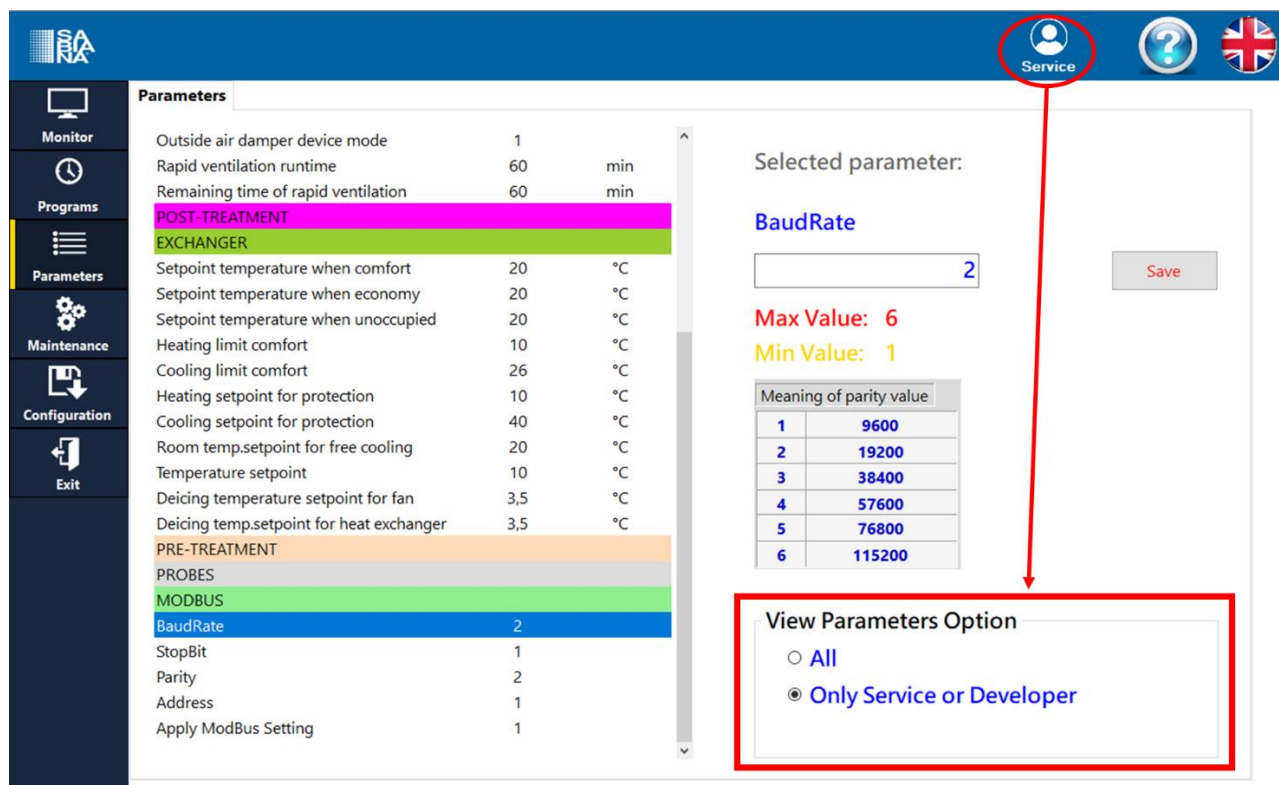 SA
NA
Service
?
Monitor
Programs
Parameters
Maintenance
Configuration
Exit
Parameters
Outside air damper device mode 1
Rapid ventilation runtime 60 min
Remaining time of rapid ventilation 60 min
POST-TREATMENT
EXCHANGER
Setpoint temperature when comfort 20 °C
Setpoint temperature when economy 20 °C
Setpoint temperature when unoccupied 20 °C
Heating limit comfort 10 °C
Cooling limit comfort 26 °C
Heating setpoint for protection 10 °C
Cooling setpoint for protection 40 °C
Room temp.setpoint for free cooling 20 °C
Temperature setpoint 10 °C
Deicing temperature setpoint for fan 3,5 °C
Deicing temp.setpoint for heat exchanger 3,5 °C
PRE-TREATMENT
PROBES
MODBUS
BaudRate 2
StopBit 1
Parity 2
Address 1
Apply ModBus Setting 1
Selected parameter:
BaudRate
2
Save
Max Value: 6
Min Value: 1
Meaning of parity value
1 9600
2 19200
3 38400
4 57600
5 76800
6 115200
View Parameters Option
All
Only Service or Developer